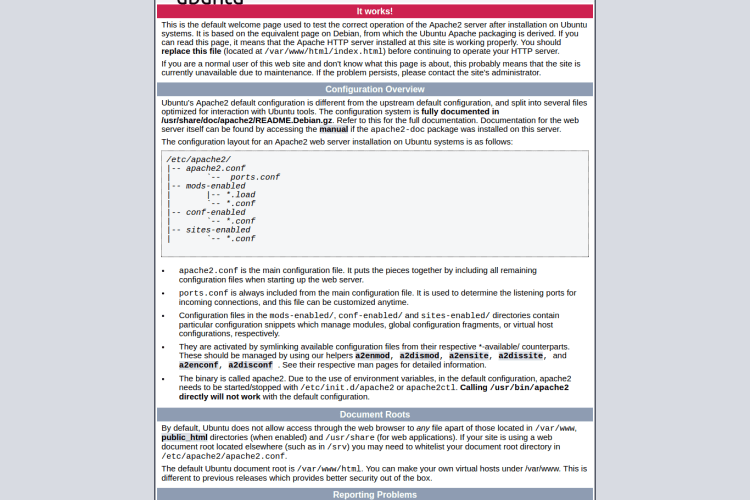 ubuntu
It works!
This is the default welcome page used to test the correct operation of the Apache2 server after installation on Ubuntu
systems. It is based on the equivalent page on Debian, from which the Ubuntu Apache packaging is derived. If you
can read this page, it means that the Apache HTTP server installed at this site is working properly. You should
replace this file (located at /var/www/html/index.html) before continuing to operate your HTTP server.
If you are a normal user of this web site and don't know what this page is about, this probably means that the site is
currently unavailable due to maintenance. If the problem persists, please contact the site's administrator.
Configuration Overview
Ubuntu's Apache2 default configuration is different from the upstream default configuration, and split into several files
optimized for interaction with Ubuntu tools. The configuration system is fully documented in
/usr/share/doc/apache2/README.Debian.gz. Refer to this for the full documentation. Documentation for the web
server itself can be found by accessing the manual if the apache2-doc package was installed on this server.
The configuration layout for an Apache2 web server installation on Ubuntu systems is as follows:
/etc/apache2/
|-- apache2.conf
|       `--  ports.conf
|-- mods-enabled
|       |-- *.load
|       `-- *.conf
|-- conf-enabled
|       `-- *.conf
|-- sites-enabled
|       `-- *.conf
• apache2.conf is the main configuration file. It puts the pieces together by including all remaining
configuration files when starting up the web server.
• ports.conf is always included from the main configuration file. It is used to determine the listening ports for
incoming connections, and this file can be customized anytime.
• Configuration files in the mods-enabled/, conf-enabled/ and sites-enabled/ directories contain
particular configuration snippets which manage modules, global configuration fragments, or virtual host
configurations, respectively.
• They are activated by symlinking available configuration files from their respective *-available/ counterparts.
These should be managed by using our helpers a2enmod, a2dismod, a2ensite, a2dissite, and
a2enconf, a2disconf . See their respective man pages for detailed information.
• The binary is called apache2. Due to the use of environment variables, in the default configuration, apache2
needs to be started/stopped with /etc/init.d/apache2 or apache2ctl. Calling /usr/bin/apache2
directly will not work with the default configuration.
Document Roots
By default, Ubuntu does not allow access through the web browser to any file apart of those located in /var/www,
public_html directories (when enabled) and /usr/share (for web applications). If your site is using a web
document root located elsewhere (such as in /srv) you may need to whitelist your document root directory in
/etc/apache2/apache2.conf.
The default Ubuntu document root is /var/www/html. You can make your own virtual hosts under /var/www. This is
different to previous releases which provides better security out of the box.
Reporting Problems